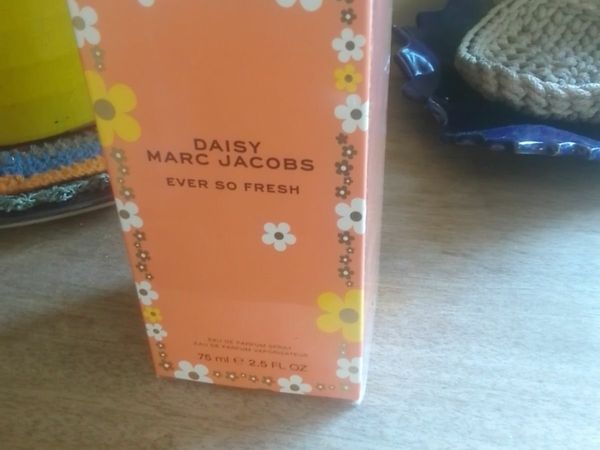 DAISY
MARC JACOBS
EVER SO FRESH
EAU DE PARFUM SPRAY
EAU DE PARFUM VAPORISATEUR
75 ml e 2.5 FL OZ